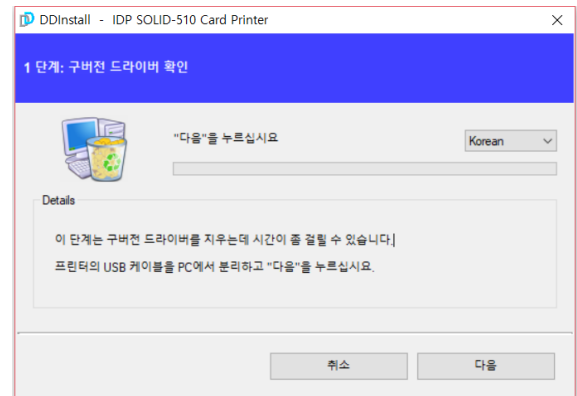 DDInstall - IDP SOLID-510 Card Printer
1 단계: 구버전 드라이버 확인
"다음"을 누르십시요
Korean
Details
이 단계는 구버전 드라이버를 지우는데 시간이 좀 걸릴 수 있습니다.
프린터의 USB 케이블을 PC에서 분리하고 "다음"을 누르십시요.
취소
다음